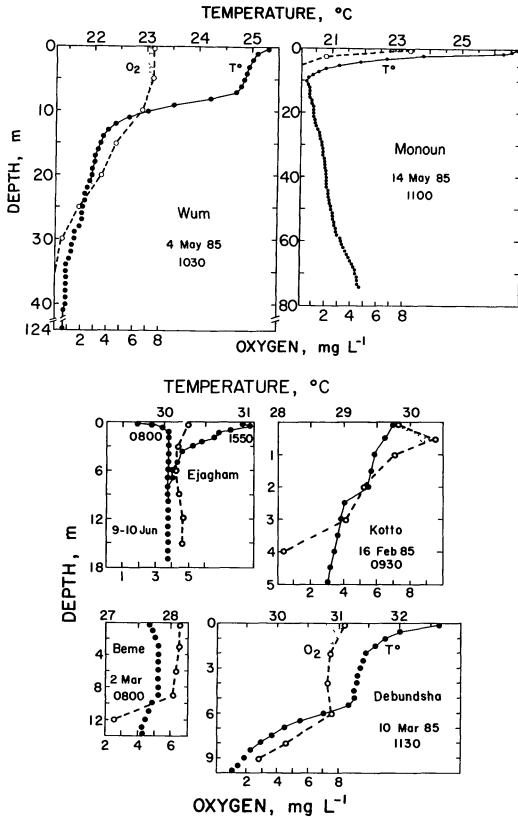 TEMPERATURE, °C
22 23 24 25
21 23 25
DEPTH, m
0
10
20
30
40
124
O₂ T°
Wum
4 May 85
1030
0
20
40
60
80
T°
Monoun
14 May 85
1100
2 4 6 8
2 4 6 8
OXYGEN, mg L⁻¹
TEMPERATURE, °C
30 31
28 29 30
DEPTH, m
0
6
12
18
0800 1550
Ejagham
9-10 Jun
1 3 5
0
1
2
3
4
5
Kotto
16 Feb 85
0930
2 4 6 8
27 28
30 31 32
0
4
8
12
Beme
2 Mar
0800
4 6
0
3
6
9
O₂ T°
Debundsha
10 Mar 85
1130
2 4 6 8
OXYGEN, mg L⁻¹